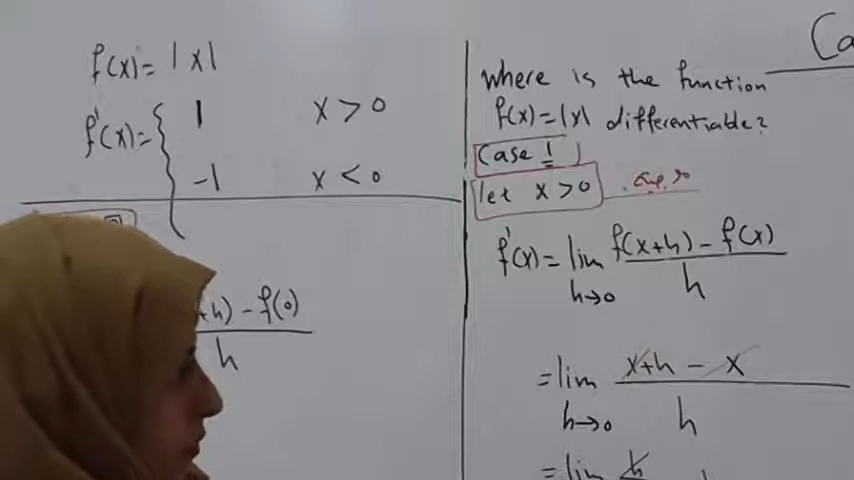 f(x) = |x|
f'(x) = { 1 x > 0
-1 x < 0
+h) - f(0)
h
Ca
where is the function
f(x) = |x| differentiable?
Case 1
let x > 0
f'(x) = lim f(x+h) - f(x)
h→0 h
= lim x+h - x
h→0 h
= lim h